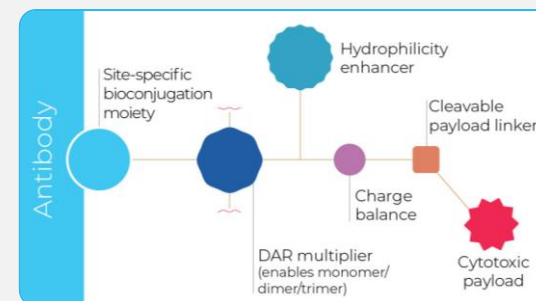 Antibody
Site-specific
bioconjugation
moiety
Hydrophilicity
enhancer
Cleavable
payload linker
Charge
balance
DAR multiplier
(enables monomer/
dimer/trimer)
Cytotoxic
payload